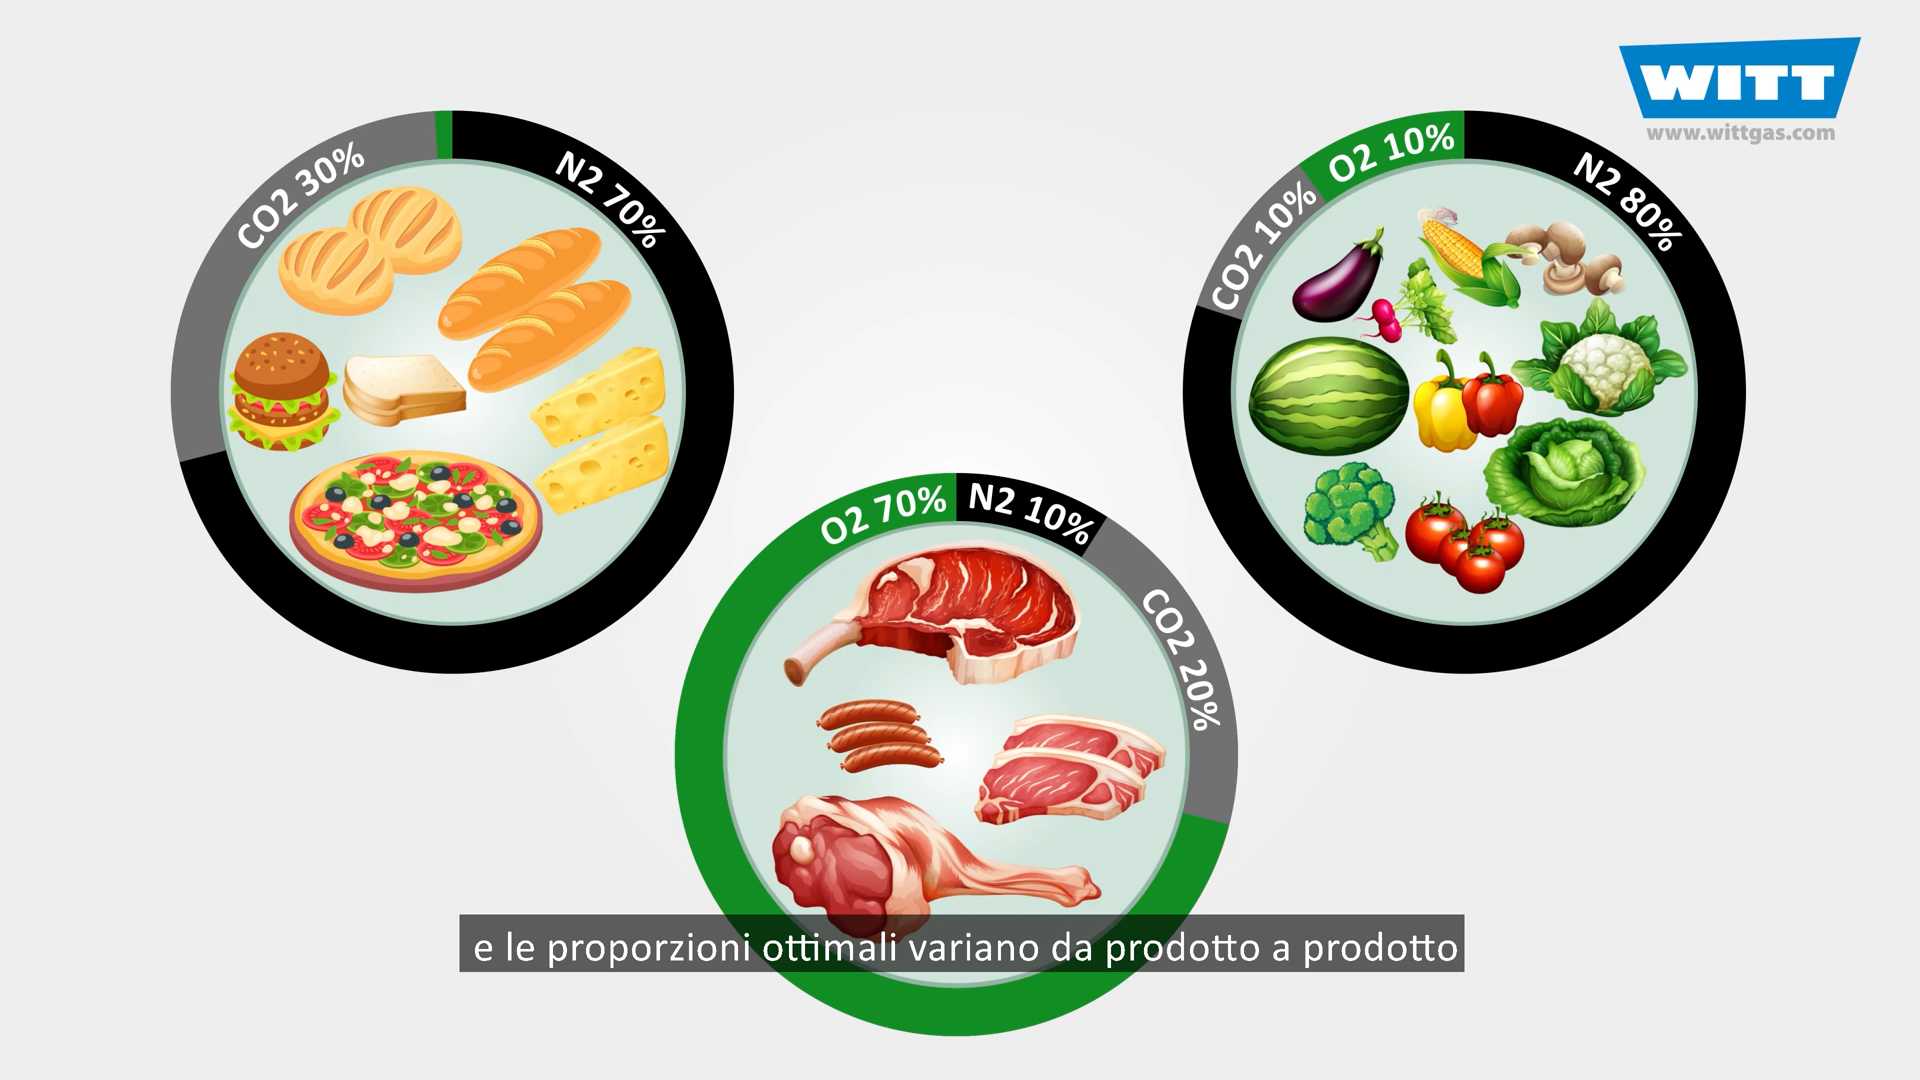 WITT
www.wittgas.com
CO2 30%
N2 70%
CO2 10%
O2 10%
N2 80%
O2 70%
N2 10%
CO2 20%
e le proporzioni ottimali variano da prodotto a prodotto